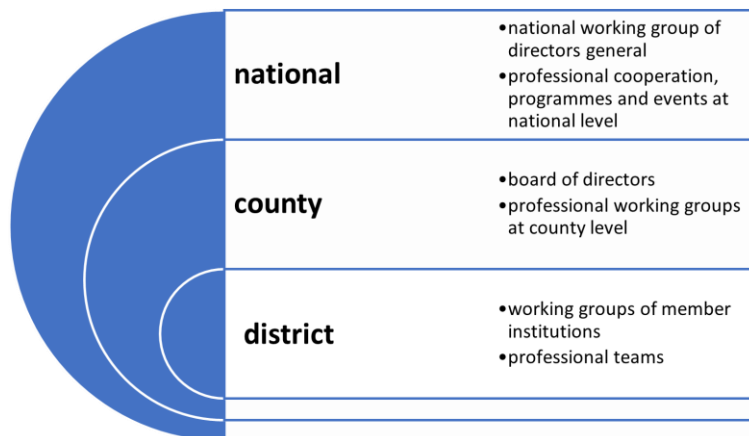 national
•national working group of
directors general
•professional cooperation,
programmes and events at
national level
county
•board of directors
•professional working groups
at county level
district
•working groups of member
institutions
•professional teams